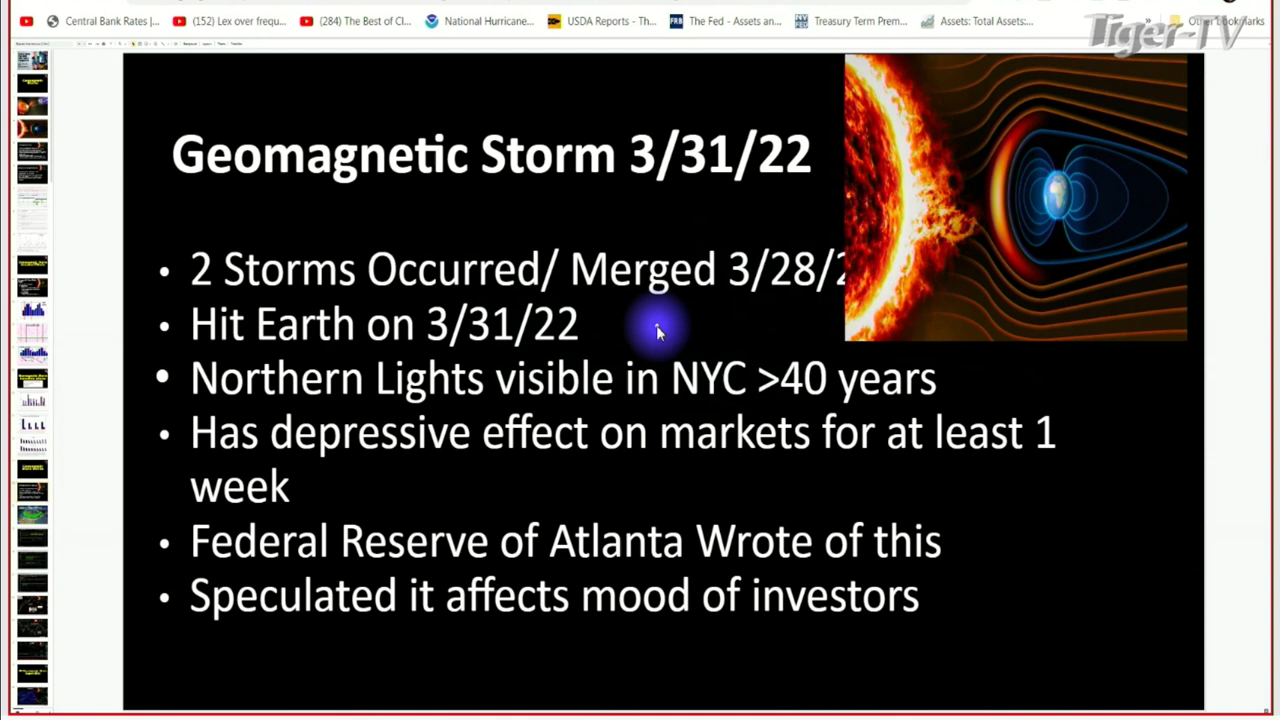 Central Bank Rates | ...
(152) Lex over frequ...
(284) The Best of Cl...
National Hurricane...
USDA Reports - Th...
FRB
The Fed - Assets an...
Treasury Term Prem...
Assets: Total Assets:...
Other bookmarks
Tiger-TV
Geomagnetic Storm 3/31/22
• 2 Storms Occurred/ Merged 3/28/2
• Hit Earth on 3/31/22
• Northern Lights visible in NYC >40 years
• Has depressive effect on markets for at least 1
week
• Federal Reserve of Atlanta Wrote of this
• Speculated it affects mood of investors